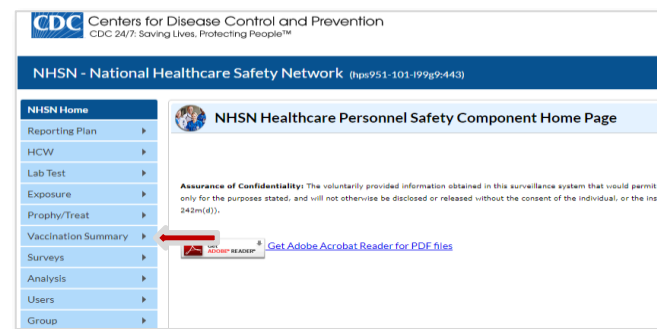 CDC Centers for Disease Control and Prevention
CDC 24/7: Saving Lives, Protecting People™
NHSN - National Healthcare Safety Network (hps951-101-l99g9:443)
NHSN Home
Reporting Plan
HCW
Lab Test
Exposure
Prophy/Treat
Vaccination Summary
Surveys
Analysis
Users
Group
NHSN Healthcare Personnel Safety Component Home Page
Assurance of Confidentiality: The voluntarily provided information obtained in this surveillance system that would permit
only for the purposes stated, and will not otherwise be disclosed or released without the consent of the individual, or the ins
242m(d)).
Get
ADOBE® READER®
Get Adobe Acrobat Reader for PDF files